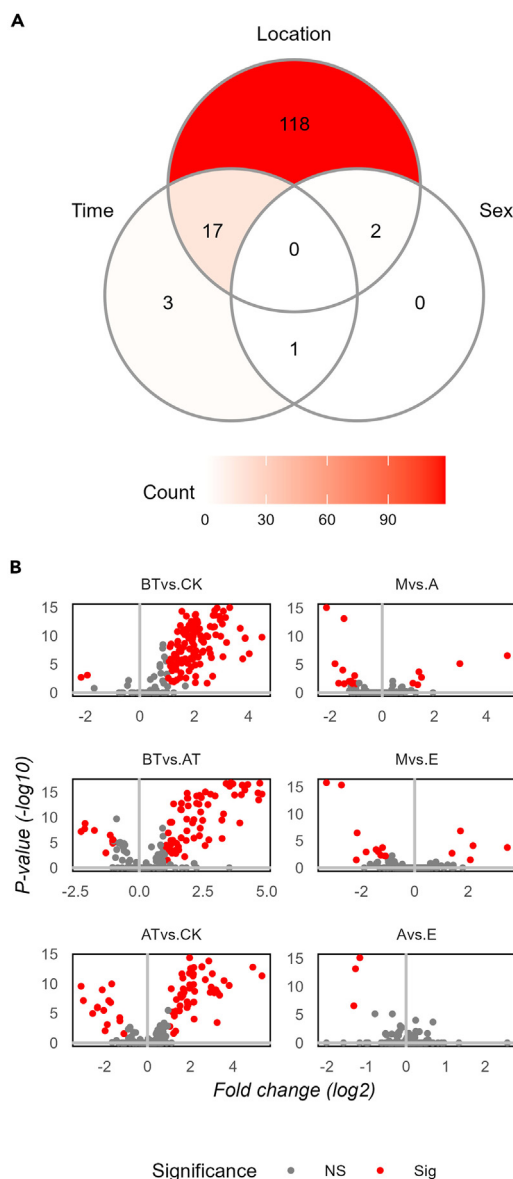 A
Location
118
Time
Sex
17
2
0
3
0
1
Count
0 30 60 90
B
BTvs.CK
Mvs.A
15
10
5
0
-2 0 2 4
15
10
5
0
-2 0 2 4
BTvs.AT
Mvs.E
15
10
5
0
-2.5 0.0 2.5 5.0
15
10
5
0
-2 0 2
ATvs.CK
Avs.E
15
10
5
0
-2 0 2 4
15
10
5
0
-2 -1 0 1 2
P-value (-log10)
Fold change (log2)
Significance NS Sig